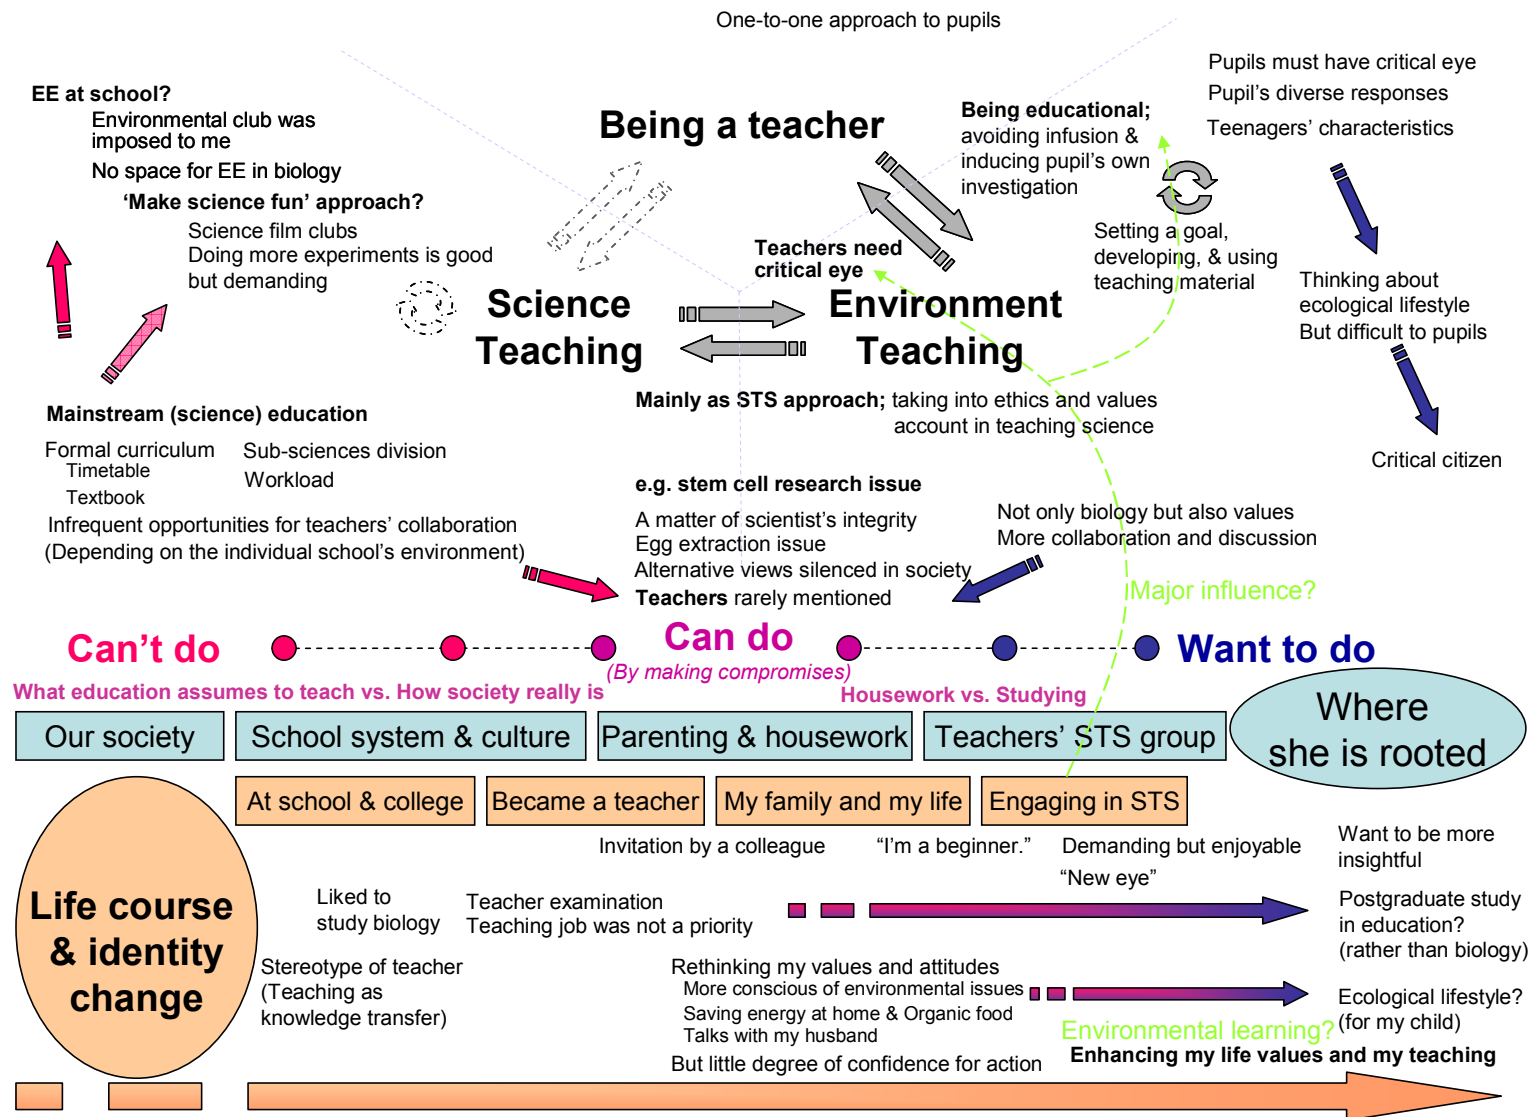 One-to-one approach to pupils
EE at school?
Environmental club was
imposed to me
No space for EE in biology
‘Make science fun’ approach?
Science film clubs
Doing more experiments is good
but demanding
Being a teacher
Being educational;
avoiding infusion &
inducing pupil’s own
investigation
Pupils must have critical eye
Pupil’s diverse responses
Teenagers’ characteristics
Setting a goal,
developing, & using
teaching material
Teachers need
critical eye
Science
Teaching
Environment
Teaching
Thinking about
ecological lifestyle
But difficult to pupils
Critical citizen
Mainly as STS approach; taking into ethics and values
account in teaching science
Mainstream (science) education
Formal curriculum
Timetable
Textbook
Sub-sciences division
Workload
Infrequent opportunities for teachers’ collaboration
(Depending on the individual school’s environment)
e.g. stem cell research issue
A matter of scientist’s integrity
Egg extraction issue
Alternative views silenced in society
Teachers rarely mentioned
Not only biology but also values
More collaboration and discussion
Major influence?
Can’t do
Can do
(By making compromises)
Want to do
What education assumes to teach vs. How society really is
Housework vs. Studying
Our society
School system & culture
Parenting & housework
Teachers’ STS group
Where
she is rooted
At school & college
Became a teacher
My family and my life
Engaging in STS
Life course
& identity
change
Invitation by a colleague
“I’m a beginner.”
Demanding but enjoyable
“New eye”
Want to be more
insightful
Liked to
study biology
Teacher examination
Teaching job was not a priority
Postgraduate study
in education?
(rather than biology)
Stereotype of teacher
(Teaching as
knowledge transfer)
Rethinking my values and attitudes
More conscious of environmental issues
Saving energy at home & Organic food
Talks with my husband
But little degree of confidence for action
Ecological lifestyle?
(for my child)
Environmental learning?
Enhancing my life values and my teaching